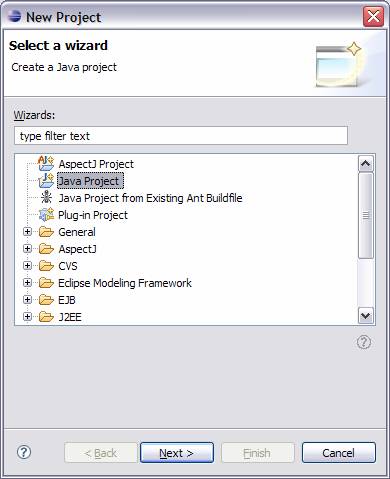 New Project
Select a wizard
Create a Java project
Wizards:
type filter text
AspectJ Project
Java Project
Java Project from Existing Ant Buildfile
Plug-in Project
General
AspectJ
CVS
Eclipse Modeling Framework
EJB
J2EE
< Back
Next >
Finish
Cancel